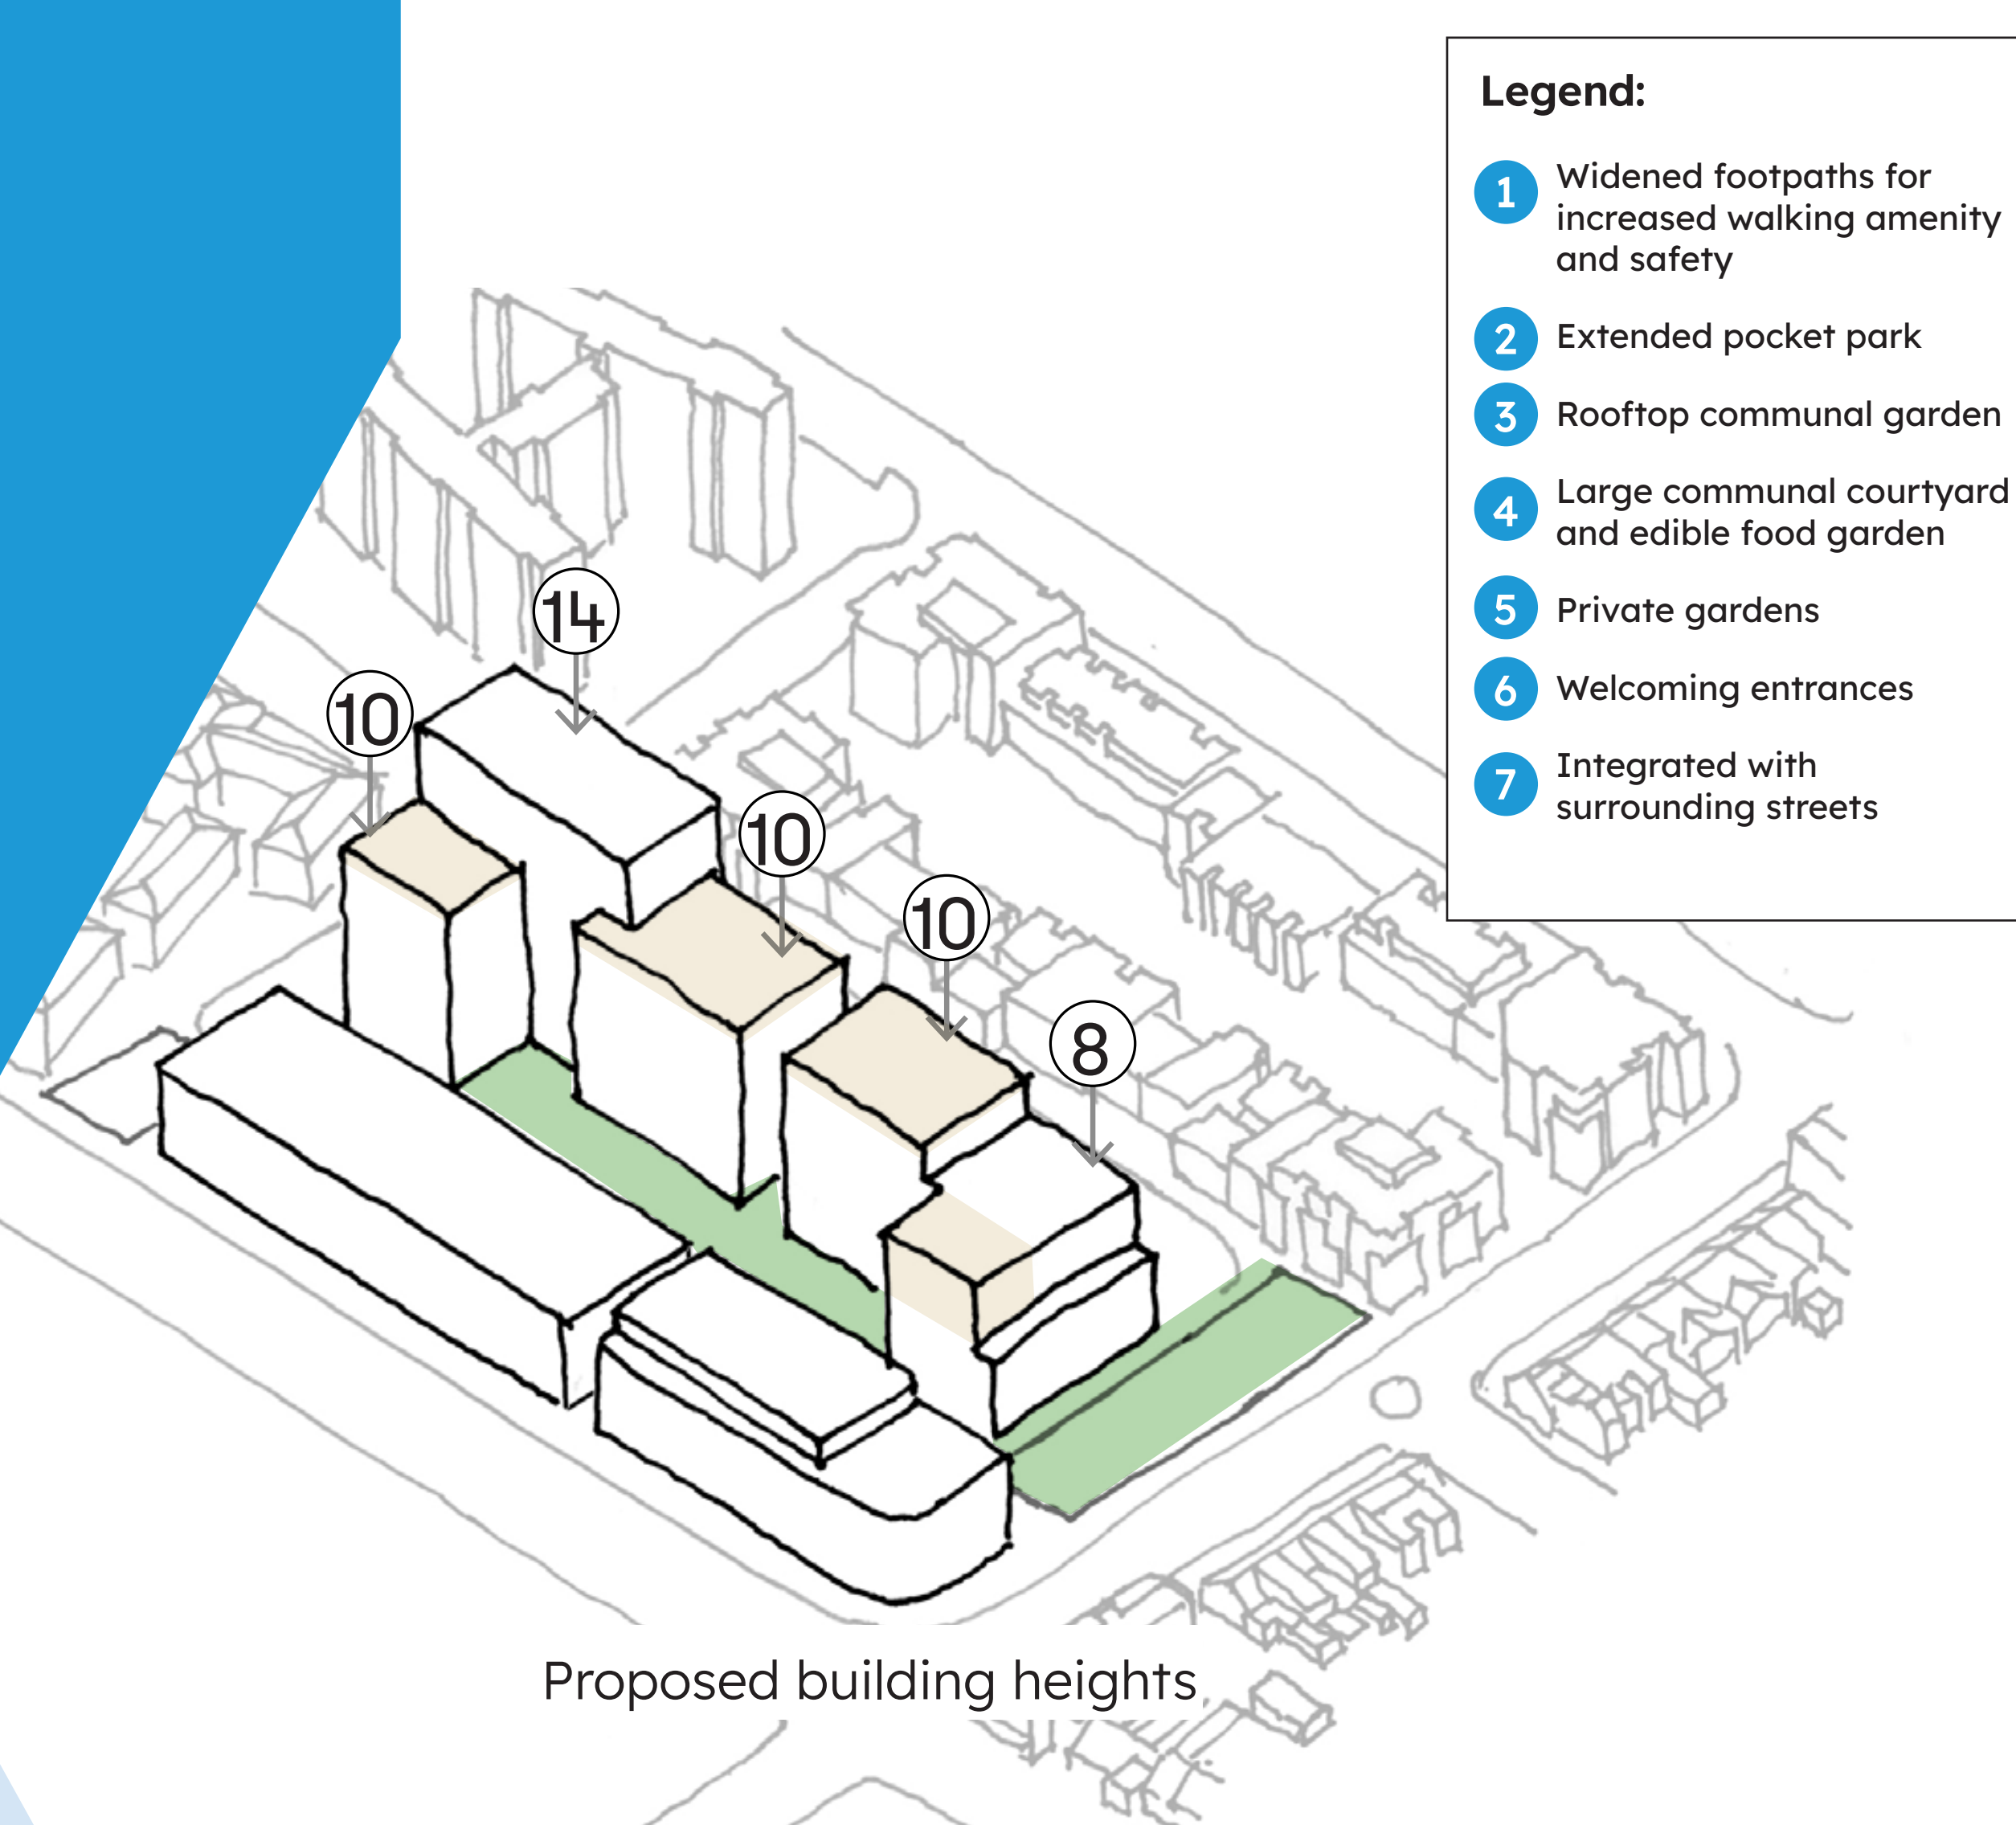 Legend:
1 Widened footpaths for
increased walking amenity
and safety
2 Extended pocket park
3 Rooftop communal garden
4 Large communal courtyard
and edible food garden
5 Private gardens
6 Welcoming entrances
7 Integrated with
surrounding streets
14
10
10
10
8
Proposed building heights